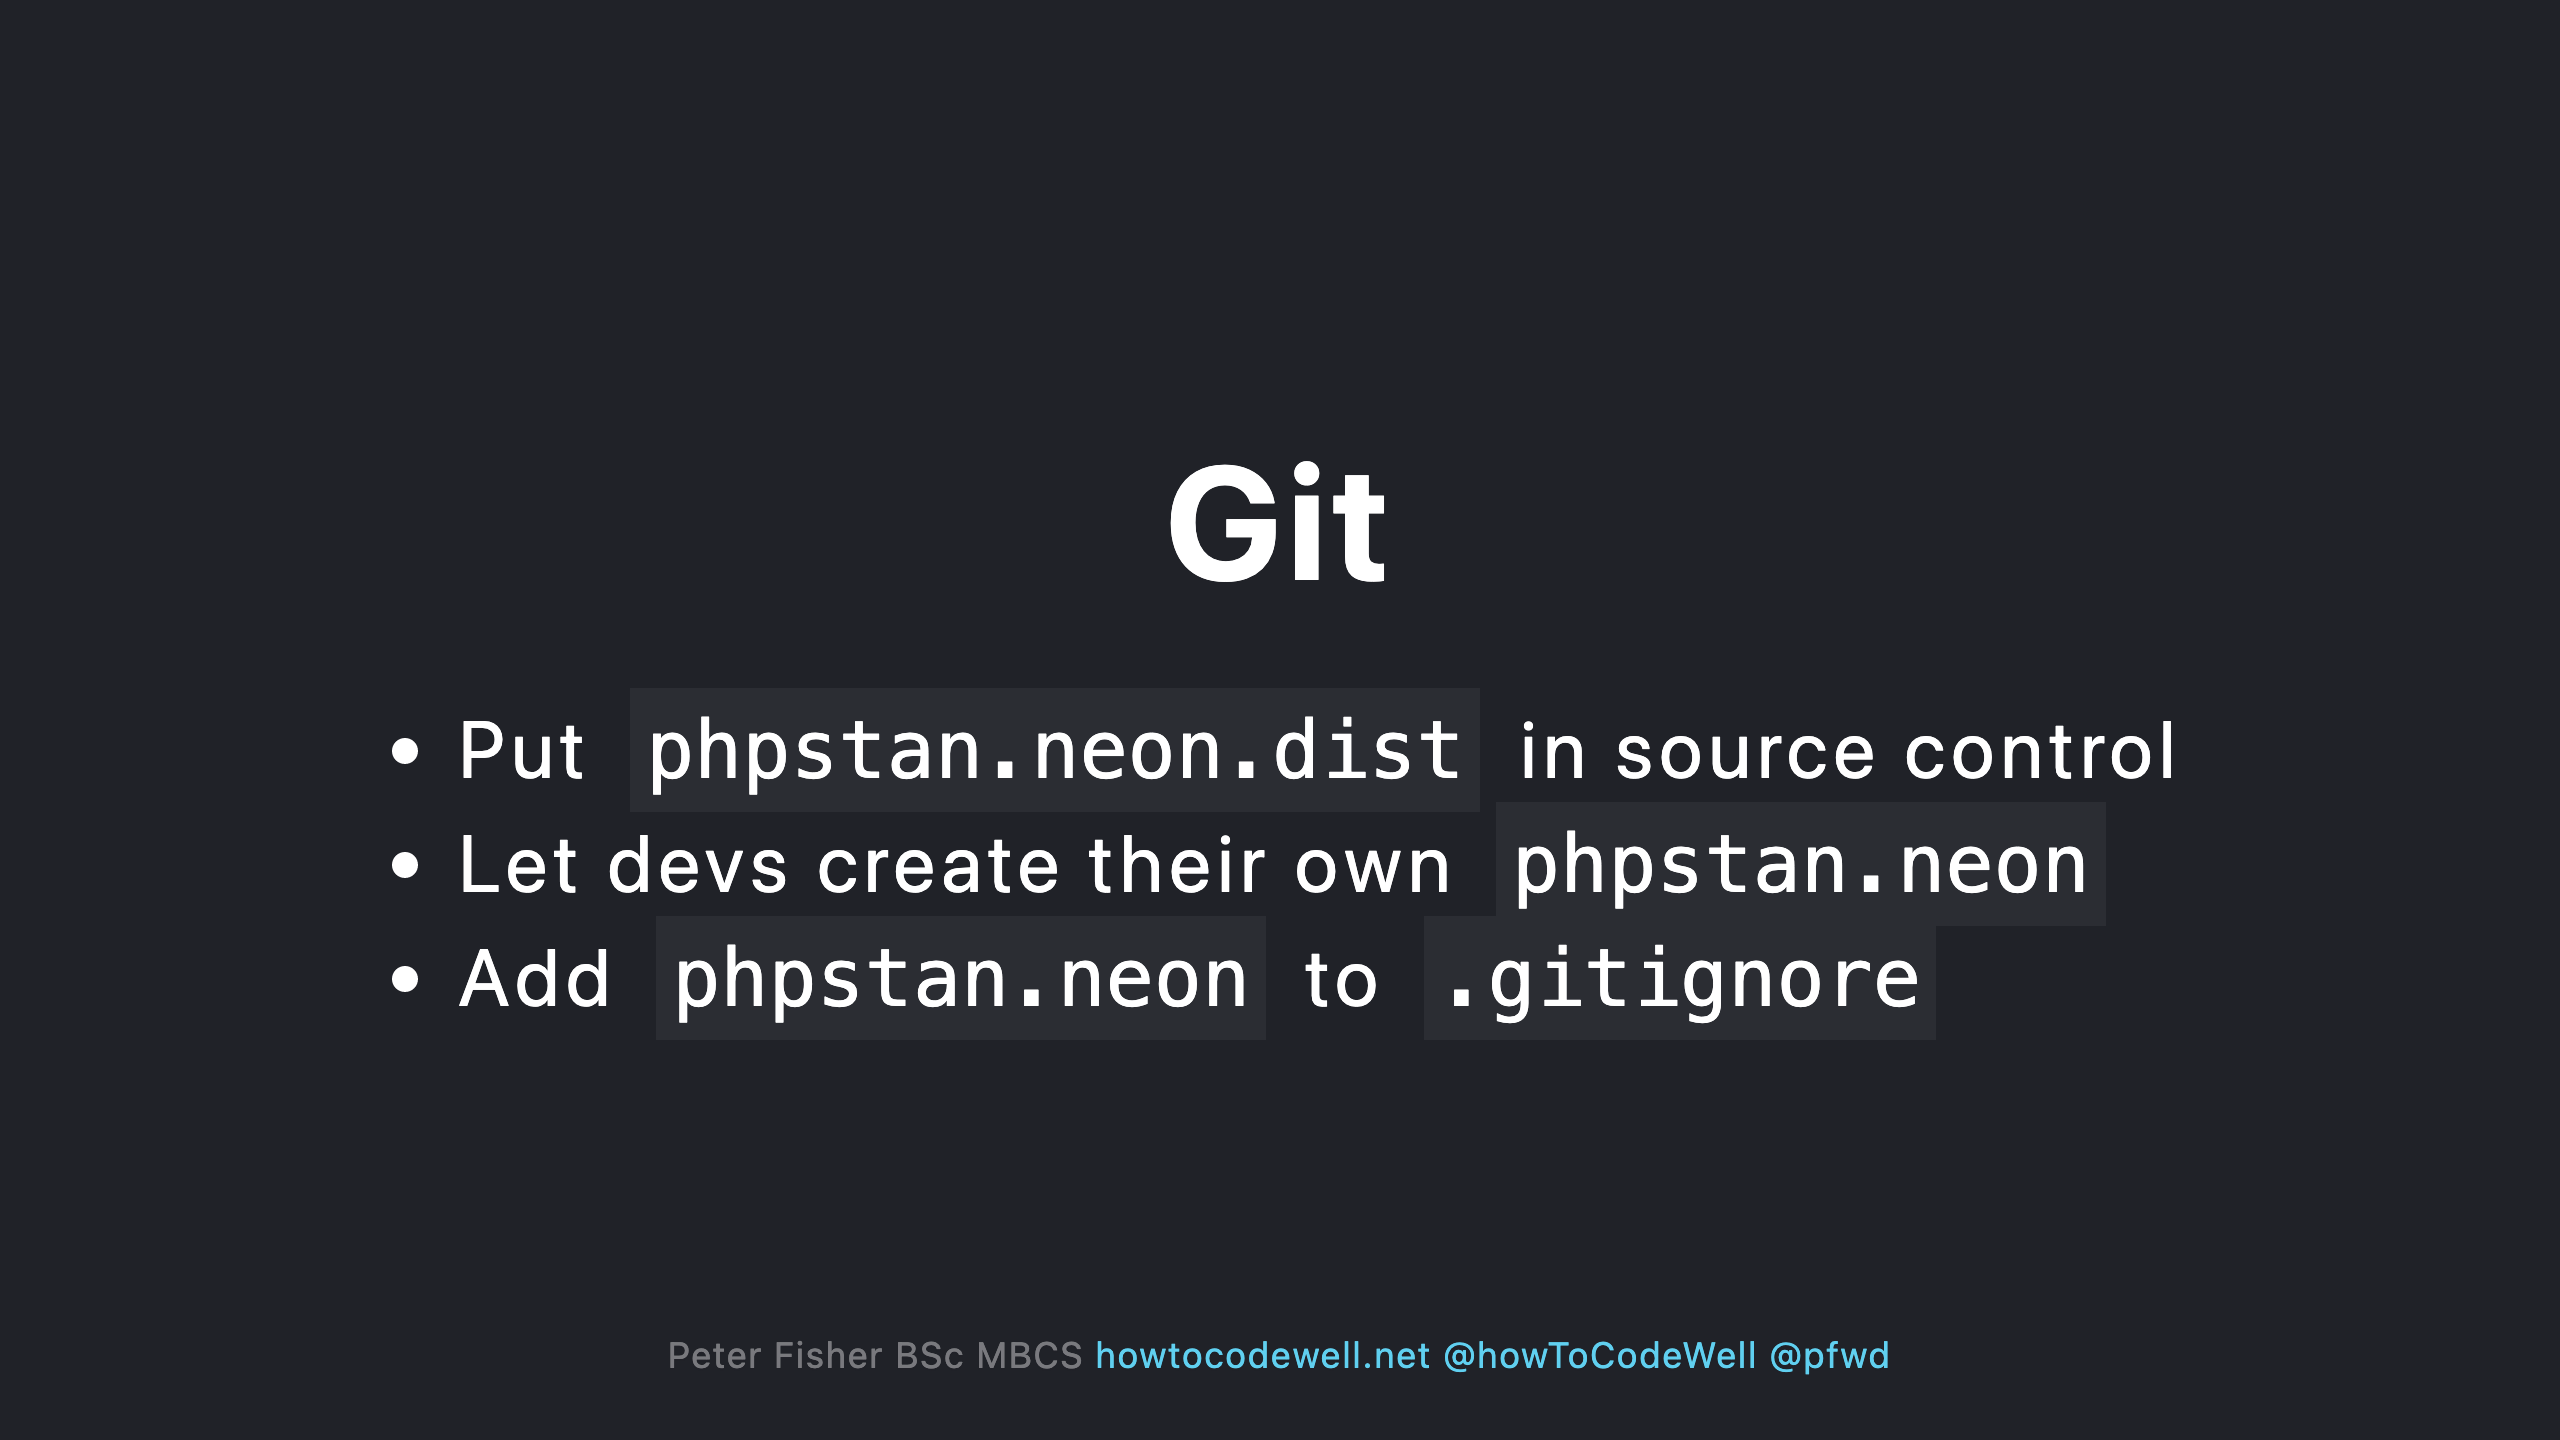 Git
• Put phpstan.neon.dist in source control
• Let devs create their own phpstan.neon
• Add phpstan.neon to .gitignore
Peter Fisher BSc MBCS howtocodewell.net @howToCodeWell @pfwd